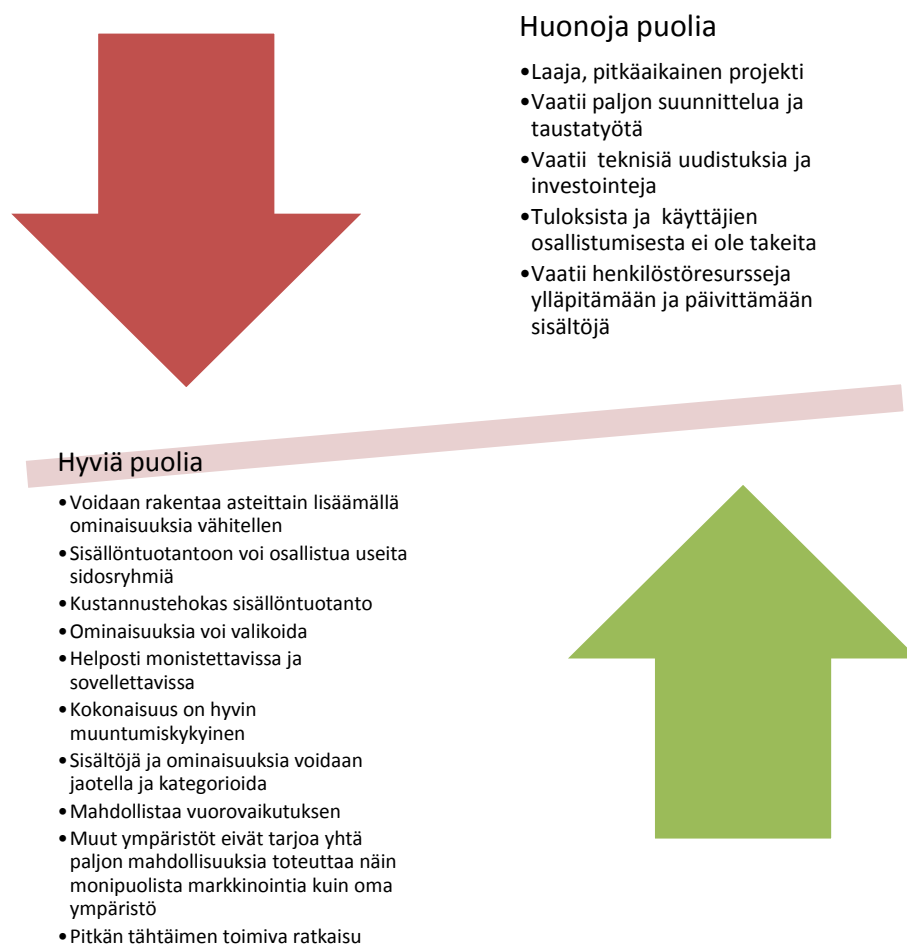 Huonoja puolia
•Laaja, pitkäaikainen projekti
•Vaatii paljon suunnittelua ja
taustatyötä
•Vaatii teknisiä uudistuksia ja
investointeja
•Tuloksista ja käyttäjien
osallistumisesta ei ole takeita
•Vaatii henkilöstöresursseja
ylläpitämään ja päivittämään
sisältöjä
Hyviä puolia
•Voidaan rakentaa asteittain lisäämällä
ominaisuuksia vähitellen
•Sisällöntuotantoon voi osallistua useita
sidosryhmiä
•Kustannustehokas sisällöntuotanto
•Ominaisuuksia voi valikoida
•Helposti monistettavissa ja
sovellettavissa
•Kokonaisuus on hyvin
muuntumiskykyinen
•Sisältöjä ja ominaisuuksia voidaan
jaotella ja kategorioida
•Mahdollistaa vuorovaikutuksen
•Muut ympäristöt eivät tarjoa yhtä
paljon mahdollisuuksia toteuttaa näin
monipuolista markkinointia kuin oma
ympäristö
•Pitkän tähtäimen toimiva ratkaisu